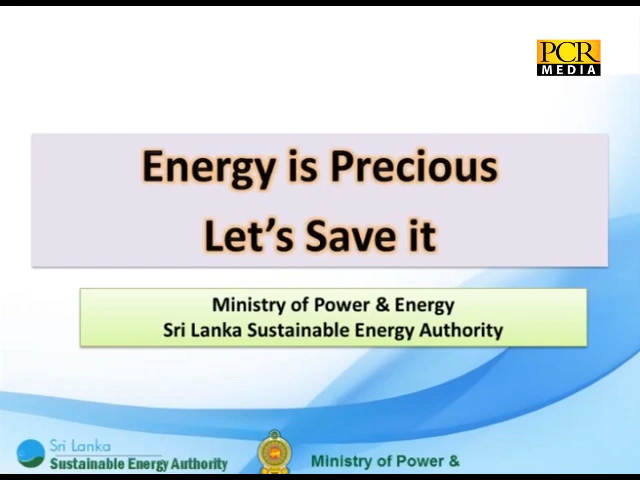 PCR
MEDIA
Energy is Precious
Let's Save it
Ministry of Power & Energy
Sri Lanka Sustainable Energy Authority
Sri Lanka
Sustainable Energy Authority
Ministry of Power &